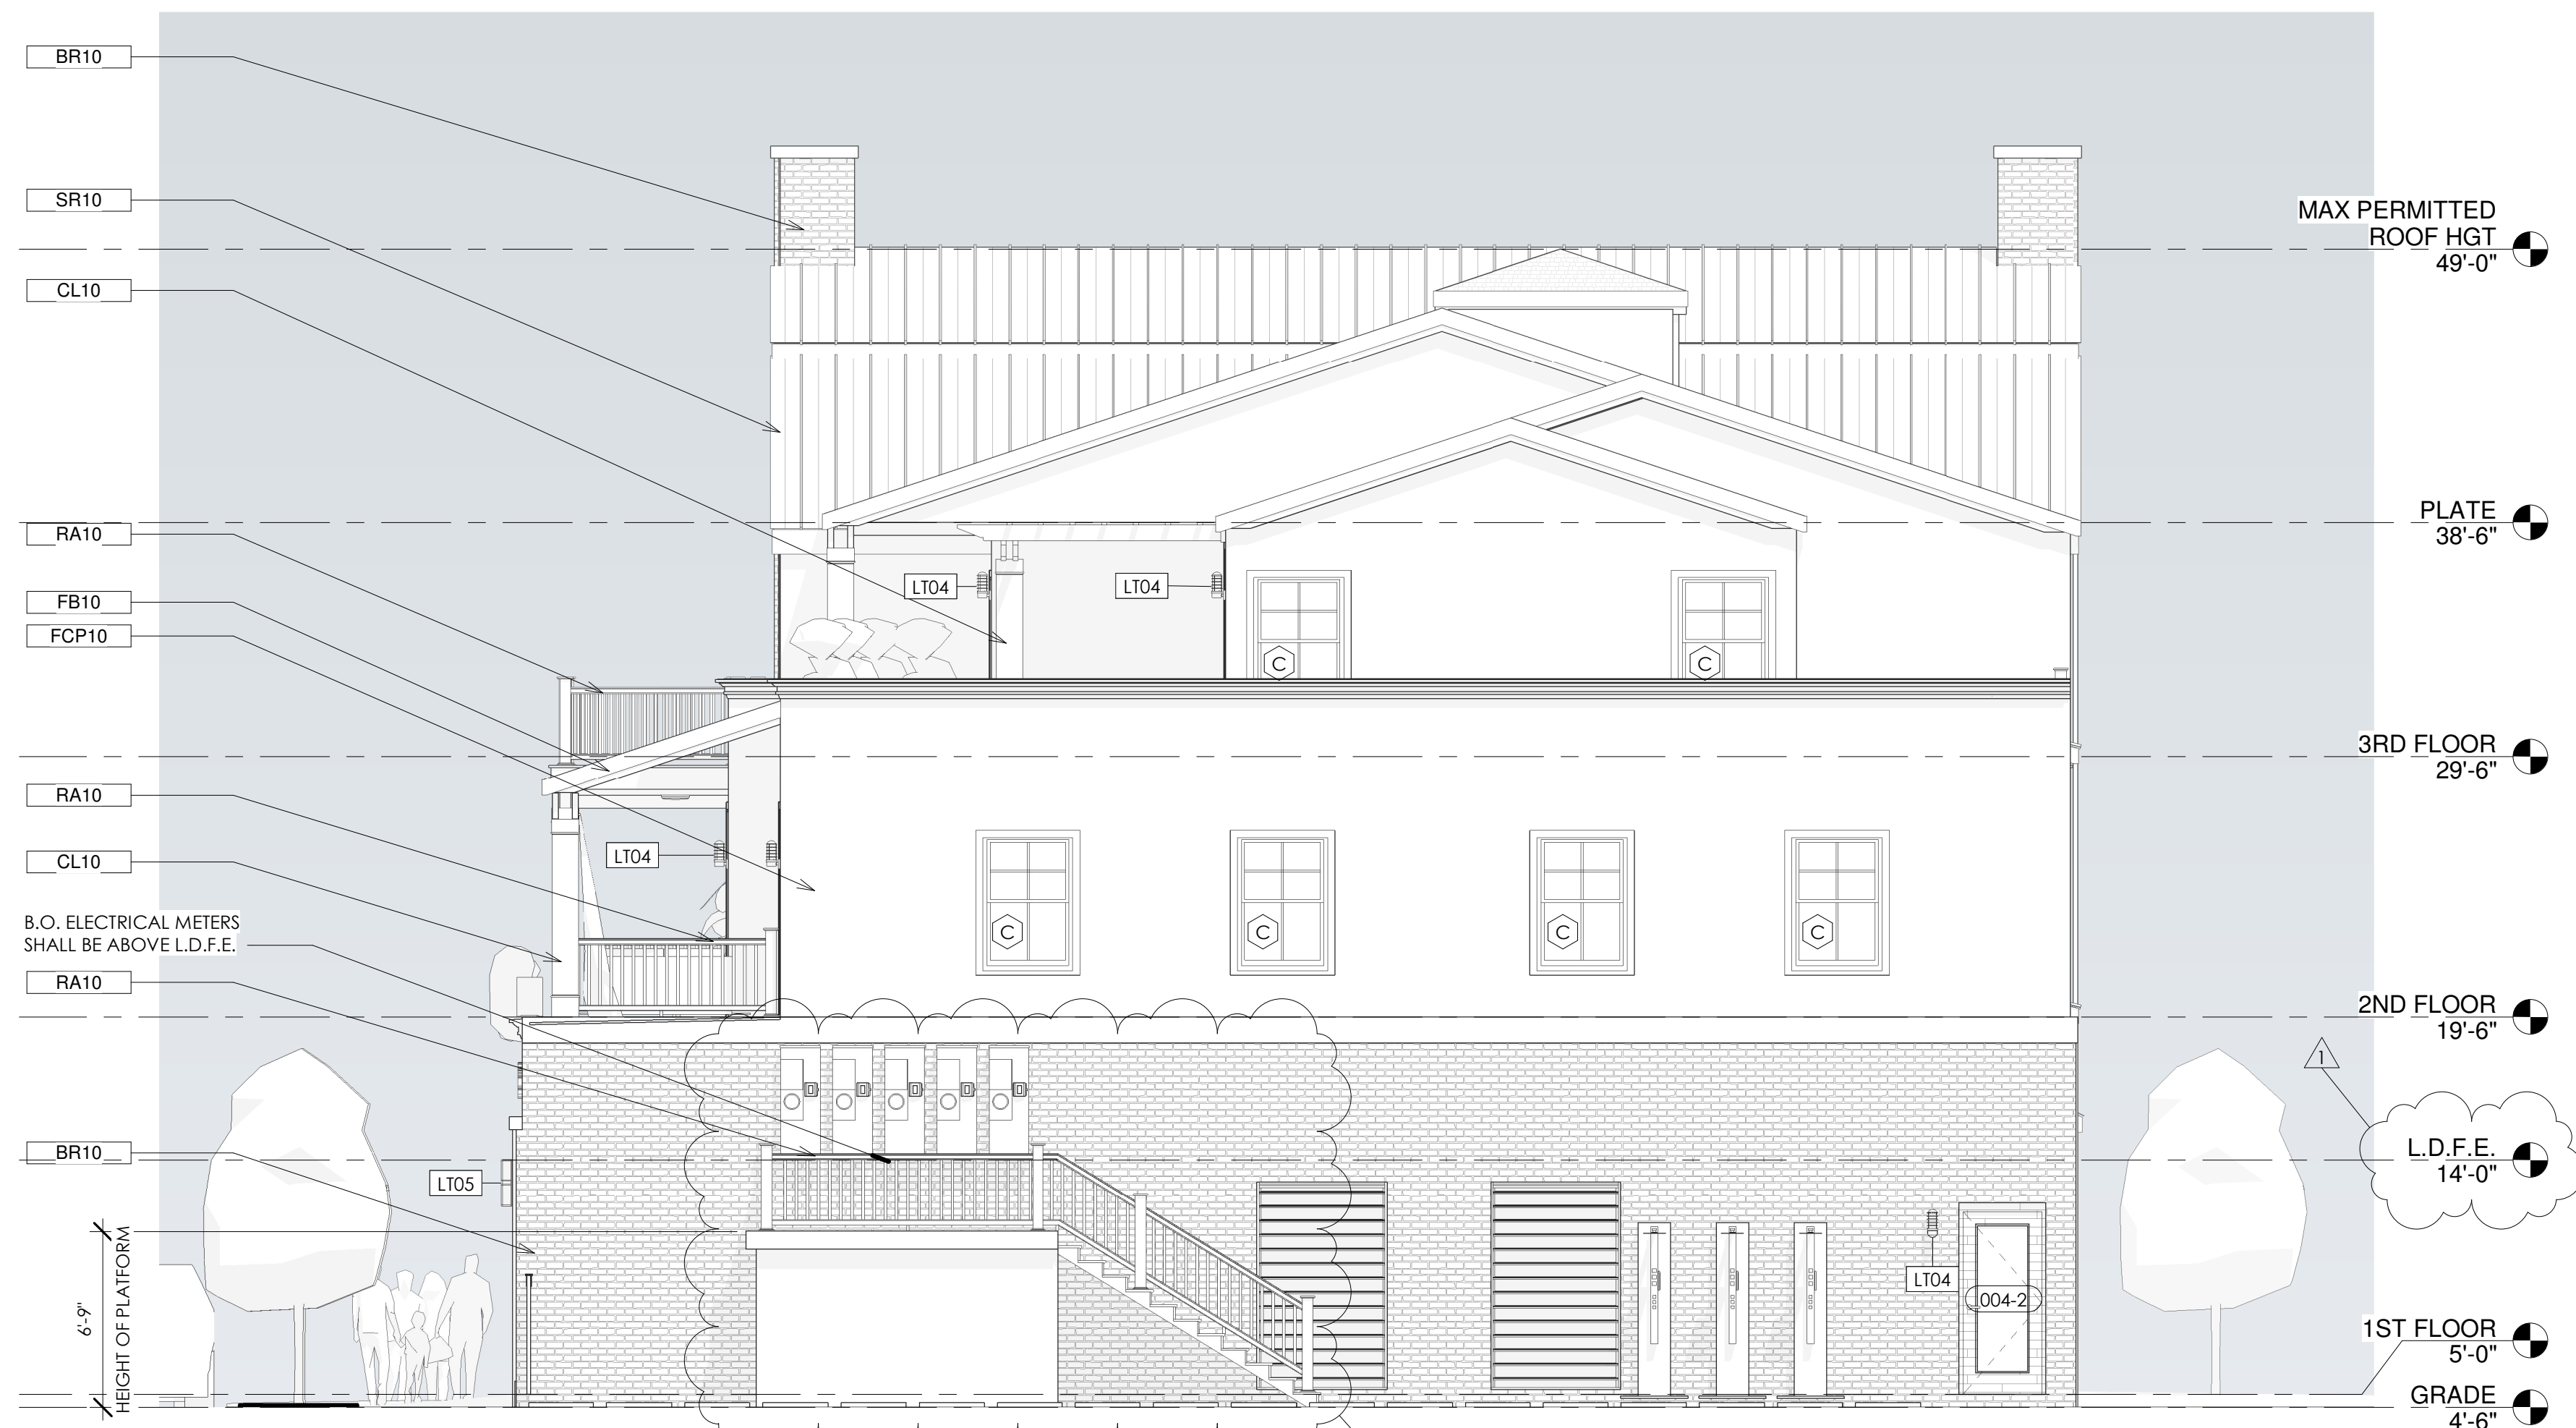 BR10
SR10
CL10
RA10
FB10
FCP10
RA10
CL10
B.O. ELECTRICAL METERS
SHALL BE ABOVE L.D.F.E.
RA10
BR10
6'-9"
HEIGHT OF PLATFORM
LT04
LT04
C
C
LT04
C
C
C
C
LT05
LT04
004-2
MAX PERMITTED
ROOF HGT
49'-0"
PLATE
38'-6"
3RD FLOOR
29'-6"
2ND FLOOR
19'-6"
1
L.D.F.E.
14'-0"
1ST FLOOR
5'-0"
GRADE
4'-6"